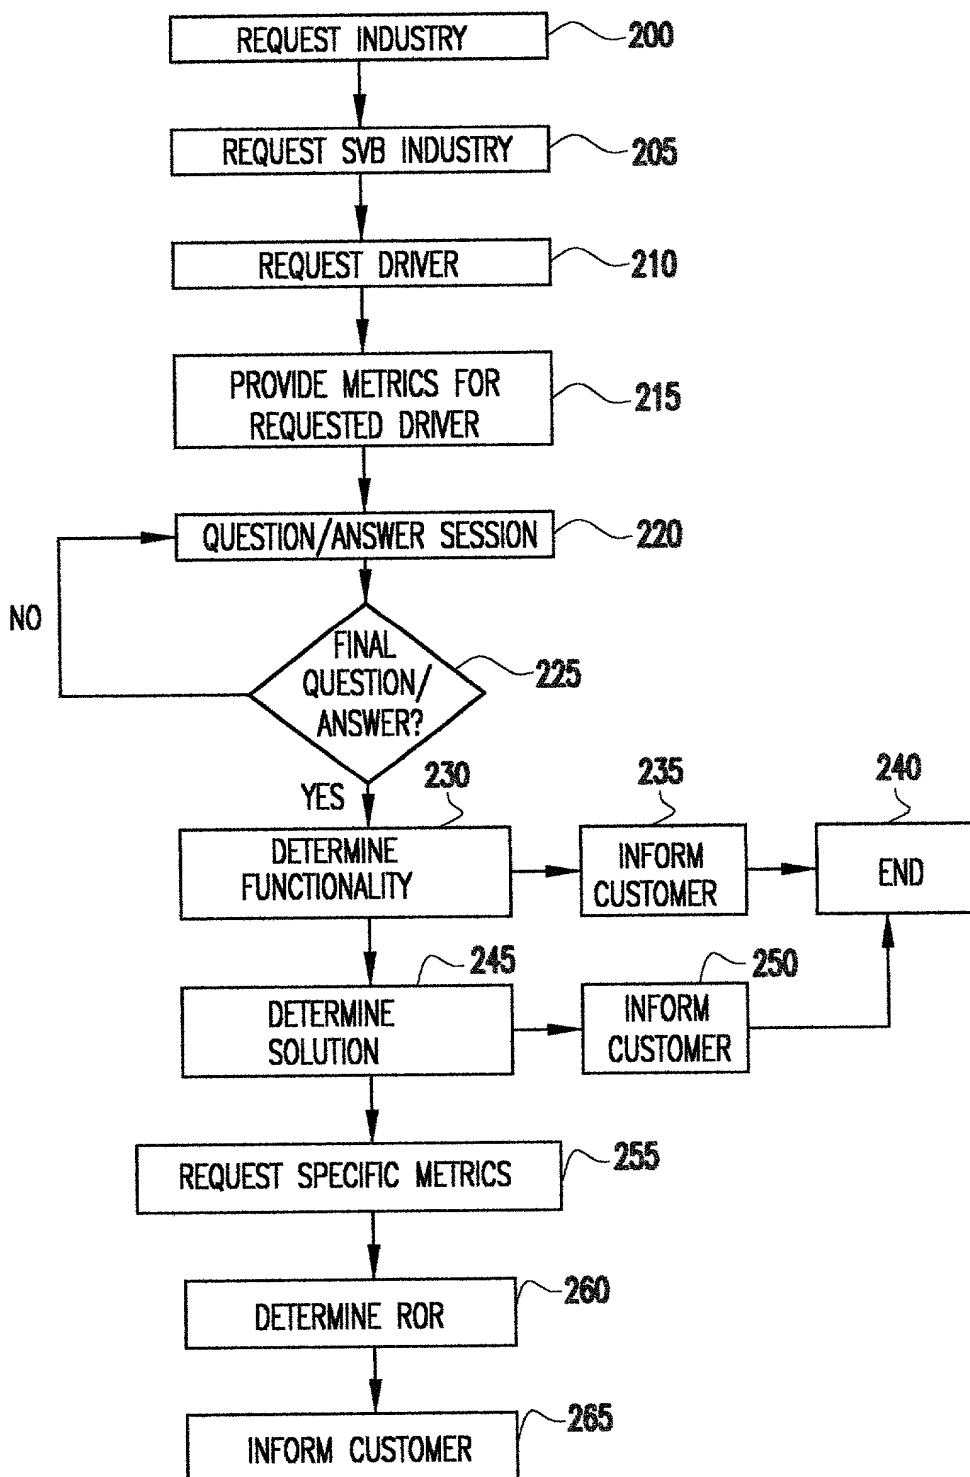 REQUEST INDUSTRY
200
REQUEST SVB INDUSTRY
205
REQUEST DRIVER
210
PROVIDE METRICS FOR
REQUESTED DRIVER
215
QUESTION/ANSWER SESSION
220
NO
FINAL
QUESTION/
ANSWER?
225
YES
230
235
240
DETERMINE
FUNCTIONALITY
INFORM
CUSTOMER
END
245
250
DETERMINE
SOLUTION
INFORM
CUSTOMER
REQUEST SPECIFIC METRICS
255
DETERMINE ROR
260
INFORM CUSTOMER
265